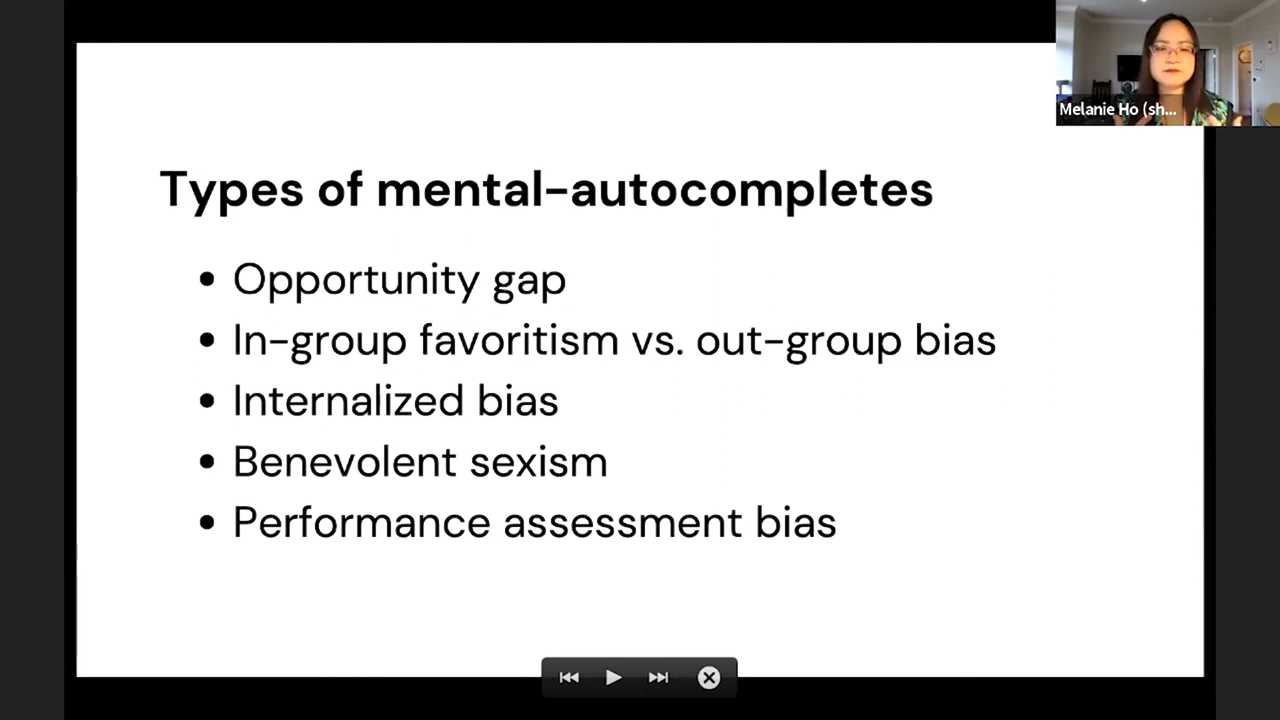 Melanie Ho (sh...
Types of mental-autocompletes
• Opportunity gap
• In-group favoritism vs. out-group bias
• Internalized bias
• Benevolent sexism
• Performance assessment bias